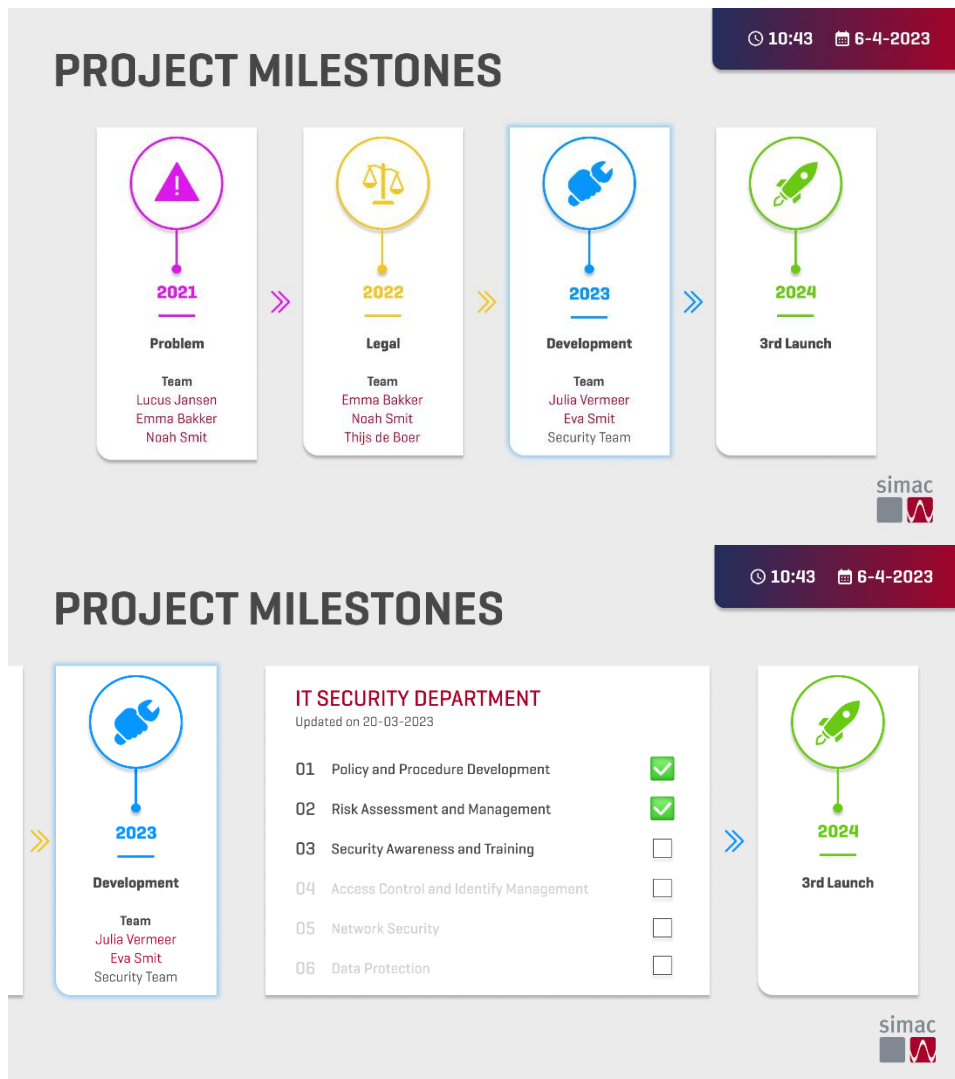 10:43 6-4-2023
PROJECT MILESTONES
2021
Problem
Team
Lucus Jansen
Emma Bakker
Noah Smit
2022
Legal
Team
Emma Bakker
Noah Smit
Thijs de Boer
2023
Development
Team
Julia Vermeer
Eva Smit
Security Team
2024
3rd Launch
simac
10:43 6-4-2023
PROJECT MILESTONES
2023
Development
Team
Julia Vermeer
Eva Smit
Security Team
IT SECURITY DEPARTMENT
Updated on 20-03-2023
01 Policy and Procedure Development
02 Risk Assessment and Management
03 Security Awareness and Training
04 Access Control and Identify Management
05 Network Security
06 Data Protection
2024
3rd Launch
simac